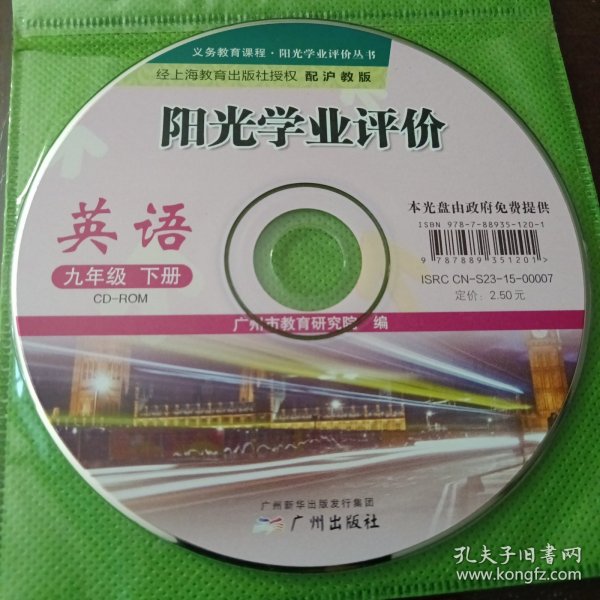 义务教育课程·阳光学业评价丛书
经上海教育出版社授权 配沪教版
阳光学业评价
英语
九年级 下册
CD-ROM
本光盘由政府免费提供
ISBN 978-7-88935-120-1
9 787889 351201 >
ISRC CN-S23-15-00007
定价：2.50元
广州市教育研究院 编
广州新华出版发行集团
广州出版社
孔夫子旧书网
www.kongfz.com